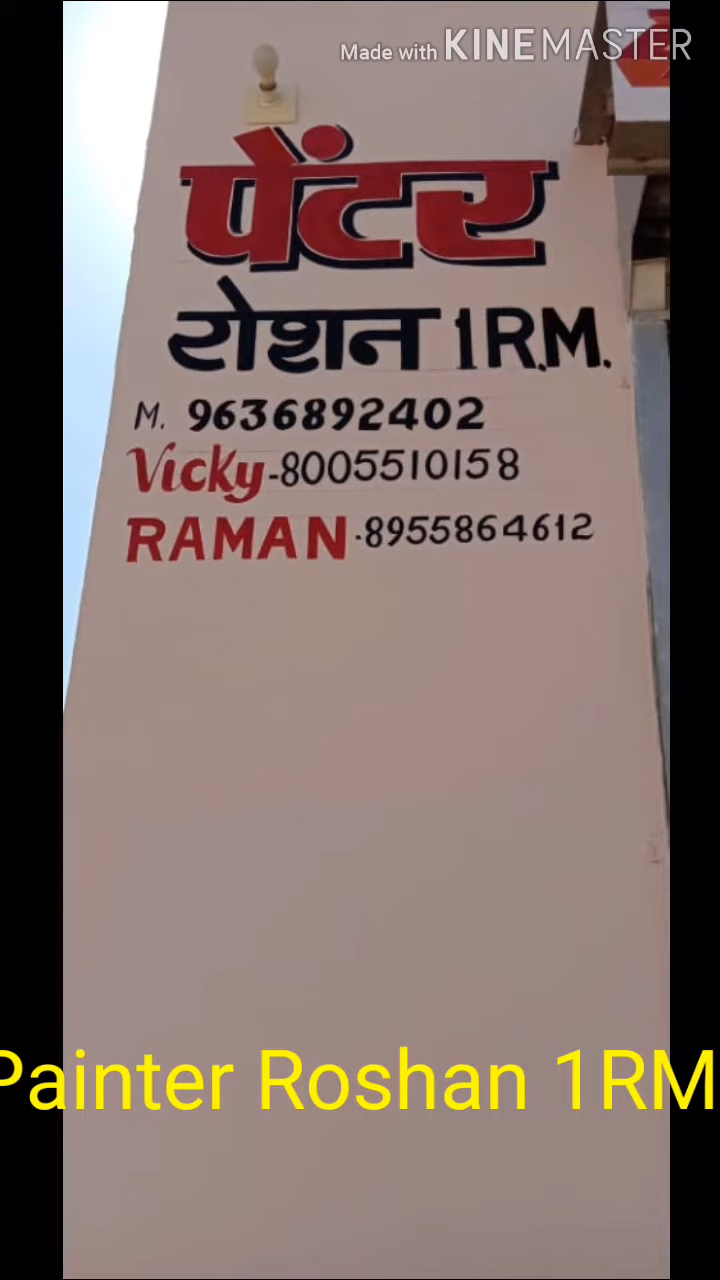 Made with KINEMASTER
पेंटर
रोशन 1R.M.
M. 9636892402
Vicky-8005510158
RAMAN.8955864612
Painter Roshan 1RM